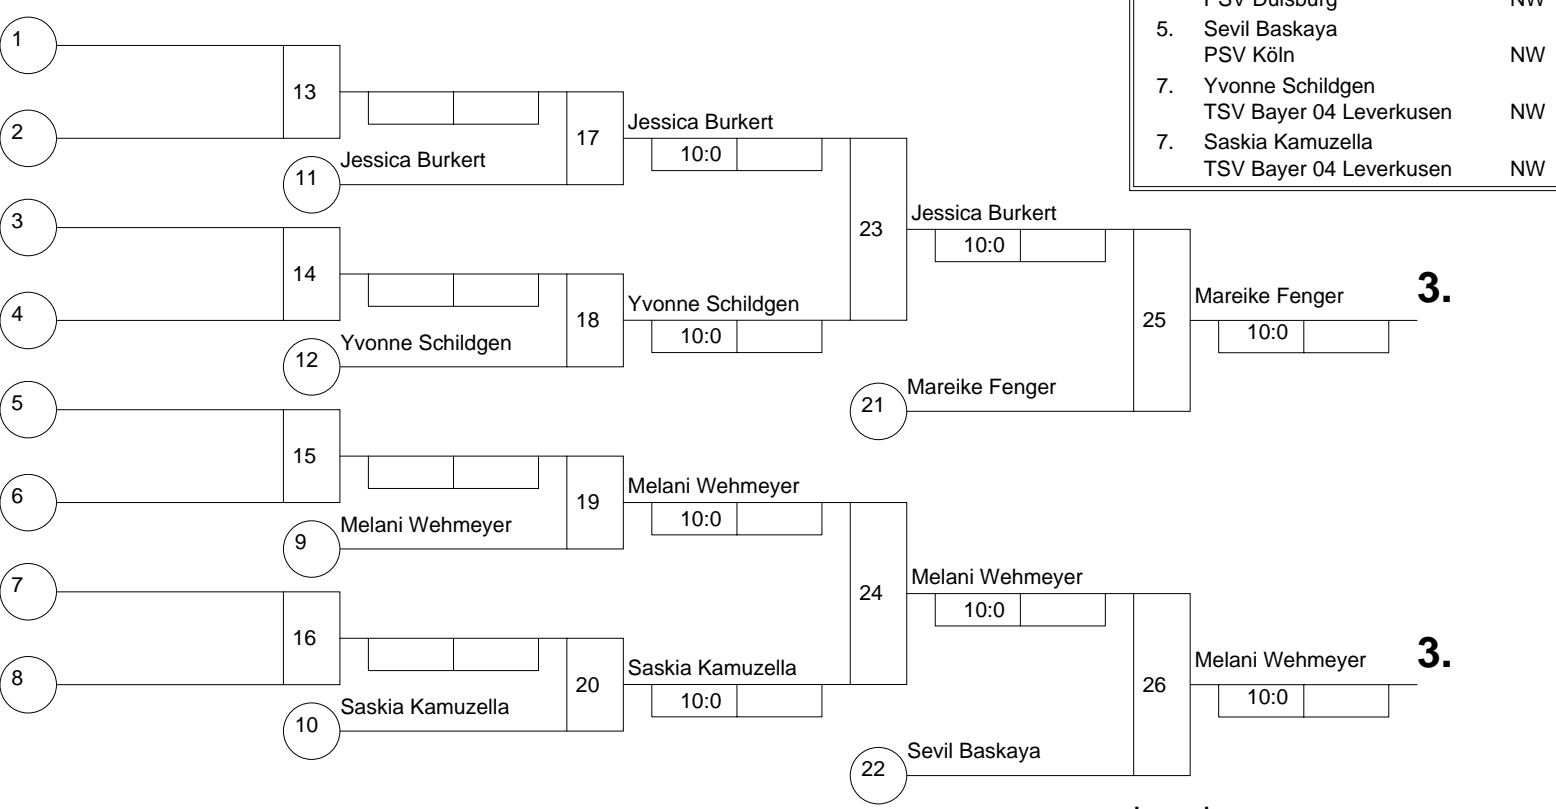 PSV Duisburg NW
5. Sevil Baskaya
PSV Köln NW
7. Yvonne Schildgen
TSV Bayer 04 Leverkusen NW
7. Saskia Kamuzella
TSV Bayer 04 Leverkusen NW
1
13
2
17
Jessica Burkert
10:0
11
Jessica Burkert
3
14
4
18
Yvonne Schildgen
10:0
12
Yvonne Schildgen
23
Jessica Burkert
10:0
25
Mareike Fenger
3.
10:0
21
Mareike Fenger
5
15
6
19
Melani Wehmeyer
10:0
9
Melani Wehmeyer
7
16
8
20
Saskia Kamuzella
10:0
10
Saskia Kamuzella
24
Melani Wehmeyer
10:0
26
Melani Wehmeyer
3.
10:0
22
Sevil Baskaya